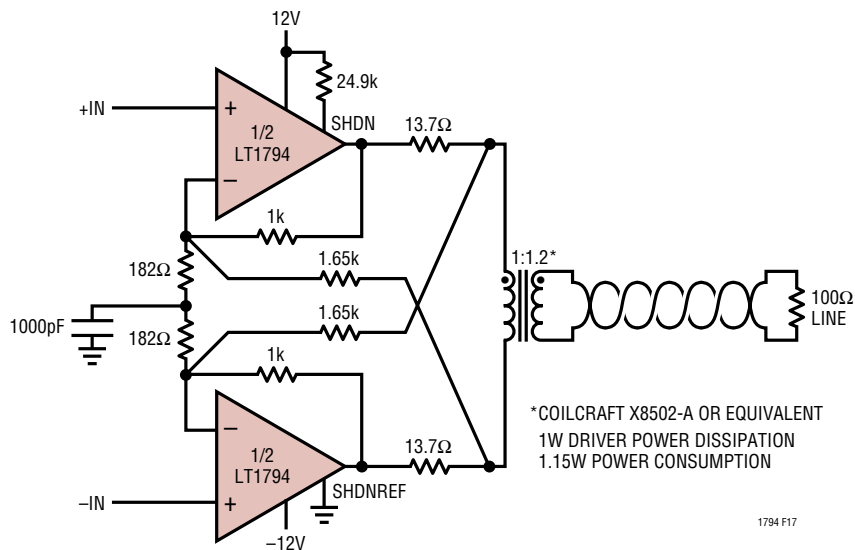 12V
24.9k
+IN
+
1/2
LT1794
–
SHDN
13.7Ω
1k
182Ω
1.65k
1:1.2*
100Ω
LINE
1000pF
182Ω
1.65k
1k
–
1/2
LT1794
+
–IN
13.7Ω
SHDNREF
–12V
*COILCRAFT X8502-A OR EQUIVALENT
1W DRIVER POWER DISSIPATION
1.15W POWER CONSUMPTION
1794 F17